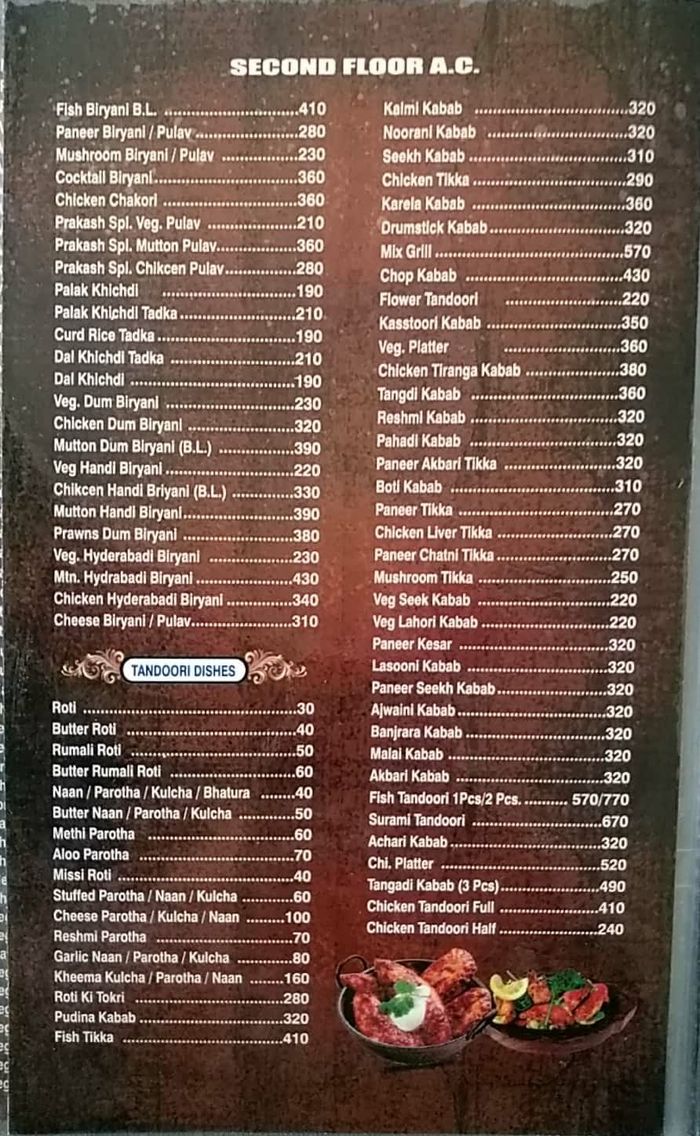 SECOND FLOOR A.C.
Fish Biryani B.L. ........................410
Paneer Biryani / Pulav ........................280
Mushroom Biryani / Pulav ........................230
Cocktail Biryani ........................360
Chicken Chakori ........................360
Prakash Spl. Veg. Pulav ........................210
Prakash Spl. Mutton Pulav ........................360
Prakash Spl. Chikcen Pulav ........................280
Palak Khichdi ........................190
Palak Khichdi Tadka ........................210
Curd Rice Tadka ........................190
Dal Khichdi Tadka ........................210
Dal Khichdi ........................190
Veg. Dum Biryani ........................230
Chicken Dum Biryani ........................320
Mutton Dum Biryani (B.L.) ........................390
Veg Handi Biryani ........................220
Chikcen Handi Briyani (B.L.) ........................330
Mutton Handi Biryani ........................390
Prawns Dum Biryani ........................380
Veg. Hyderabadi Biryani ........................230
Mtn. Hydrabadi Biryani ........................430
Chicken Hyderabadi Biryani ........................340
Cheese Biryani / Pulav ........................310
TANDOORI DISHES
Roti ........................30
Butter Roti ........................40
Rumali Roti ........................50
Butter Rumali Roti ........................60
Naan / Parotha / Kulcha / Bhatura ........40
Butter Naan / Parotha / Kulcha ............50
Methi Parotha ........................60
Aloo Parotha ........................70
Missi Roti ........................40
Stuffed Parotha / Naan / Kulcha ............60
Cheese Parotha / Kulcha / Naan .........100
Reshmi Parotha ........................70
Garlic Naan / Parotha / Kulcha ............80
Kheema Kulcha / Parotha / Naan ........160
Roti Ki Tokri ........................280
Pudina Kabab ........................320
Fish Tikka ........................410
Kalmi Kabab ........................320
Noorani Kabab ........................320
Seekh Kabab ........................310
Chicken Tikka ........................290
Karela Kabab ........................360
Drumstick Kabab ........................320
Mix Grill ........................570
Chop Kabab ........................430
Flower Tandoori ........................220
Kasstoori Kabab ........................350
Veg. Platter ........................360
Chicken Tiranga Kabab ........................380
Tangdi Kabab ........................360
Reshmi Kabab ........................320
Pahadi Kabab ........................320
Paneer Akbari Tikka ........................320
Boti Kabab ........................310
Paneer Tikka ........................270
Chicken Liver Tikka ........................270
Paneer Chatni Tikka ........................270
Mushroom Tikka ........................250
Veg Seek Kabab ........................220
Veg Lahori Kabab ........................220
Paneer Kesar ........................320
Lasooni Kabab ........................320
Paneer Seekh Kabab ........................320
Ajwaini Kabab ........................320
Banjrara Kabab ........................320
Malai Kabab ........................320
Akbari Kabab ........................320
Fish Tandoori 1Pcs/2 Pcs. .......... 570/770
Surami Tandoori ........................670
Achari Kabab ........................320
Chi. Platter ........................520
Tangadi Kabab (3 Pcs) ........................490
Chicken Tandoori Full ........................410
Chicken Tandoori Half ........................240